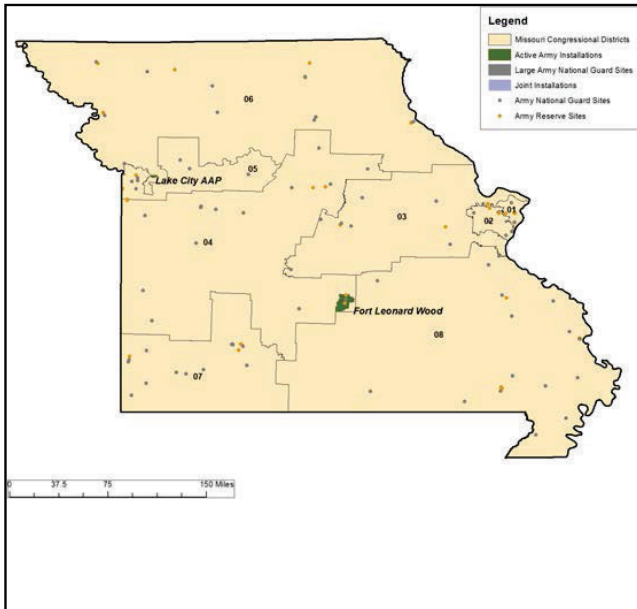 Legend
Missouri Congressional Districts
Active Army Installations
Large Army National Guard Sites
Joint Installations
Army National Guard Sites
Army Reserve Sites
06
05
Lake City AAP
01
02
03
04
Fort Leonard Wood
08
07
0 37.5 75 150 Miles